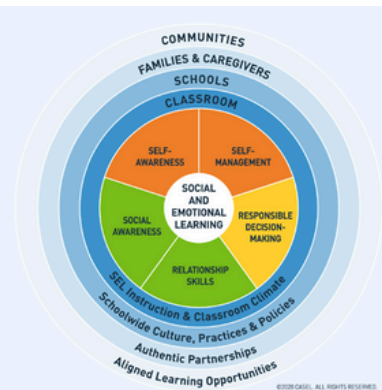 COMMUNITIES
FAMILIES & CAREGIVERS
SCHOOLS
CLASSROOM
SELF-
AWARENESS
SELF-
MANAGEMENT
SOCIAL
AND
EMOTIONAL
LEARNING
SOCIAL
AWARENESS
RESPONSIBLE
DECISION-
MAKING
RELATIONSHIP
SKILLS
SEL Instruction & Classroom Climate
Schoolwide Culture, Practices & Policies
Authentic Partnerships
Aligned Learning Opportunities
©2020 CASEL. ALL RIGHTS RESERVED.